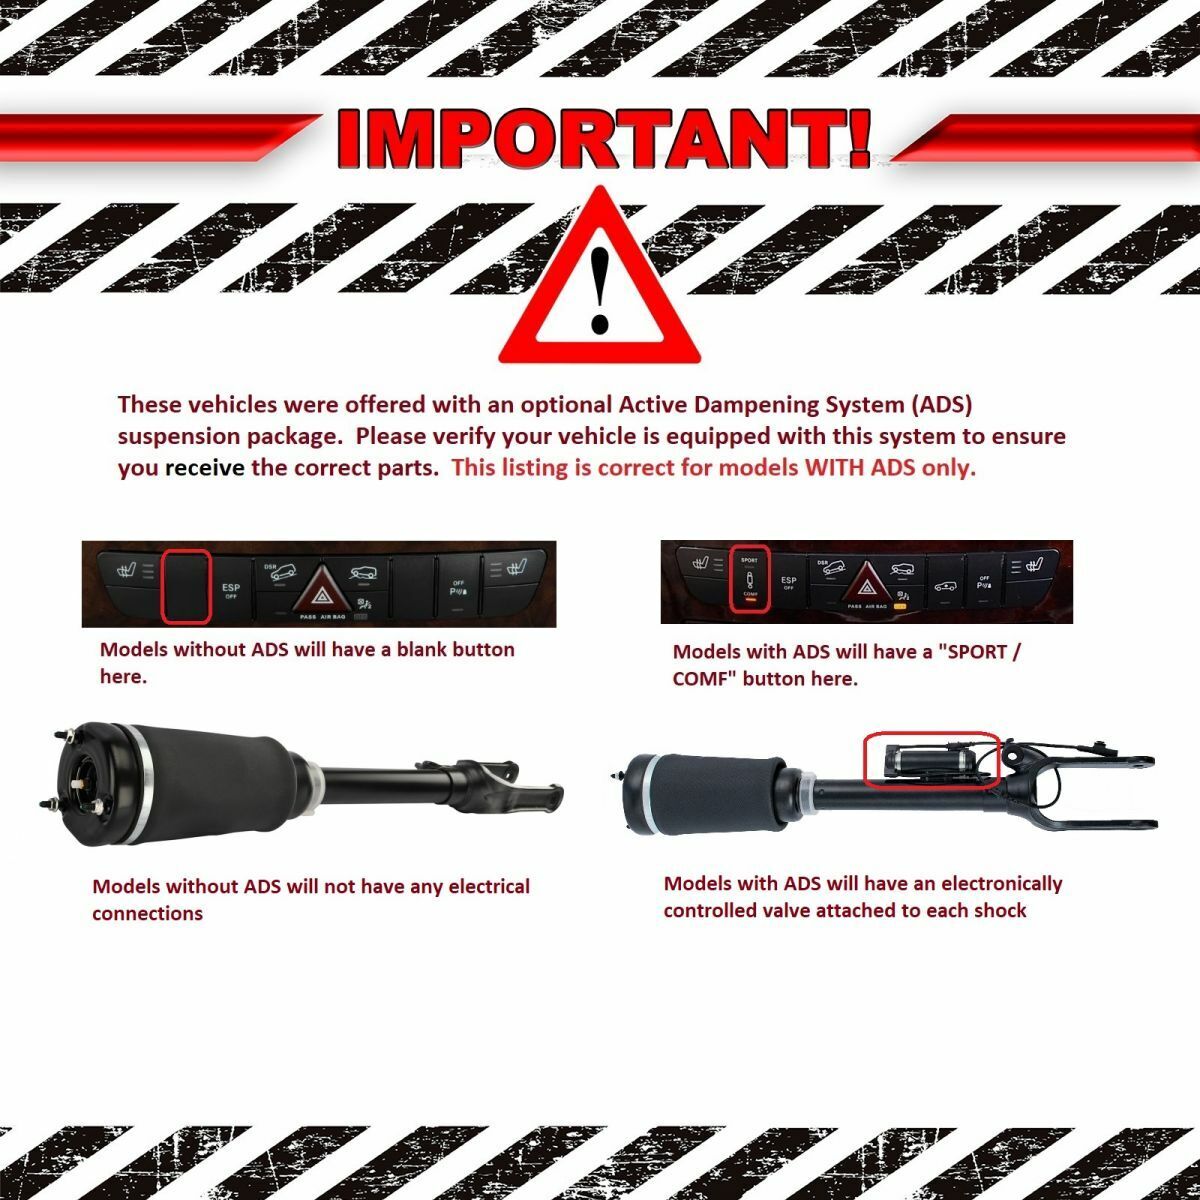 IMPORTANT!
These vehicles were offered with an optional Active Dampening System (ADS)
suspension package.  Please verify your vehicle is equipped with this system to ensure
you receive the correct parts.  This listing is correct for models WITH ADS only.
DSR
ESP
OFF
OFF
P
PASS AIR BAG
SPORT
COMF
ESP
OFF
DSR
OFF
P
PASS AIR BAG
Models without ADS will have a blank button
here.
Models with ADS will have a "SPORT /
COMF" button here.
Models without ADS will not have any electrical
connections
Models with ADS will have an electronically
controlled valve attached to each shock